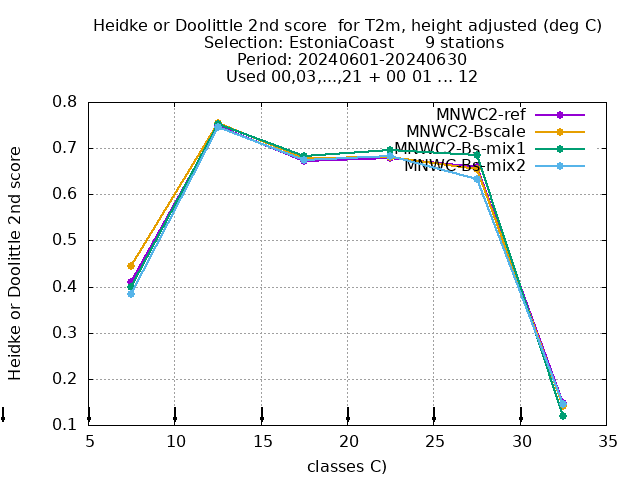 Heidke or Doolittle 2nd score  for T2m, height adjusted (deg C)
Selection: EstoniaCoast      9 stations
Period: 20240601-20240630
Used 00,03,...,21 + 00 01 ... 12
Heidke or Doolittle 2nd score
0.8
0.7
0.6
0.5
0.4
0.3
0.2
0.1
MNWC2-ref
MNWC2-Bscale
MNWC2-Bs-mix1
MNWC-Bs-mix2
5 10 15 20 25 30 35
classes C)